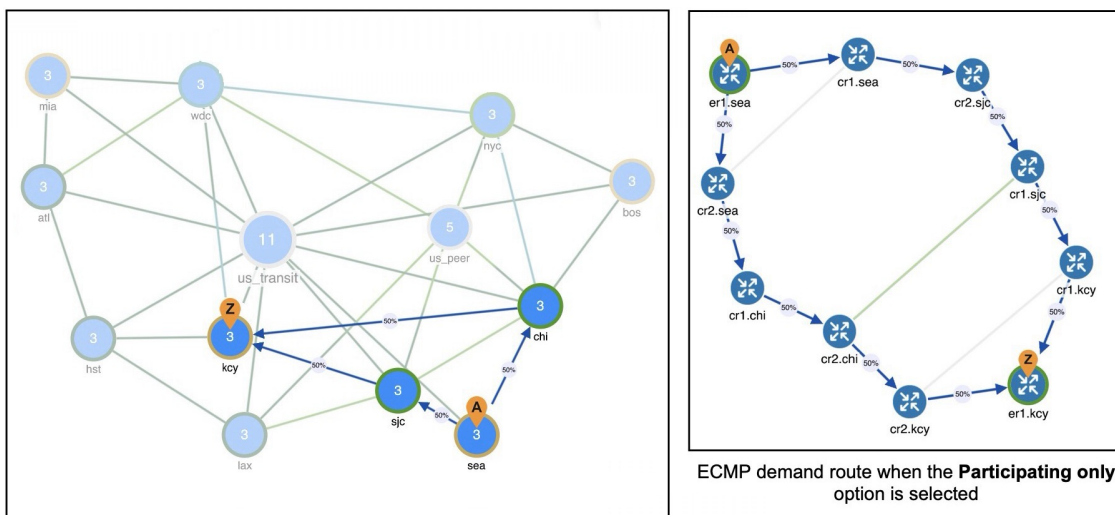 3
mia
3
wdc
3
nyc
3
bos
3
atl
11
us_transit
5
us_peer
3
chi
50%
Z
3
kcy
3
hst
50%
50%
3
sjc
50%
A
3
sea
3
lax
A
er1.sea
50%
cr1.sea
50%
cr2.sjc
50%
50%
cr2.sea
cr1.sjc
50%
50%
cr1.kcy
cr1.chi
50%
50%
cr2.chi
50%
Z
er1.kcy
50%
cr2.kcy
ECMP demand route when the Participating only
option is selected